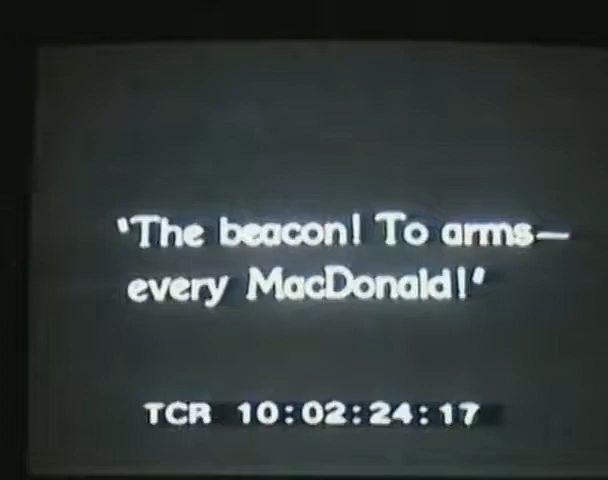 'The beacon! To arms—
every MacDonald!'
TCR 10:02:24:17